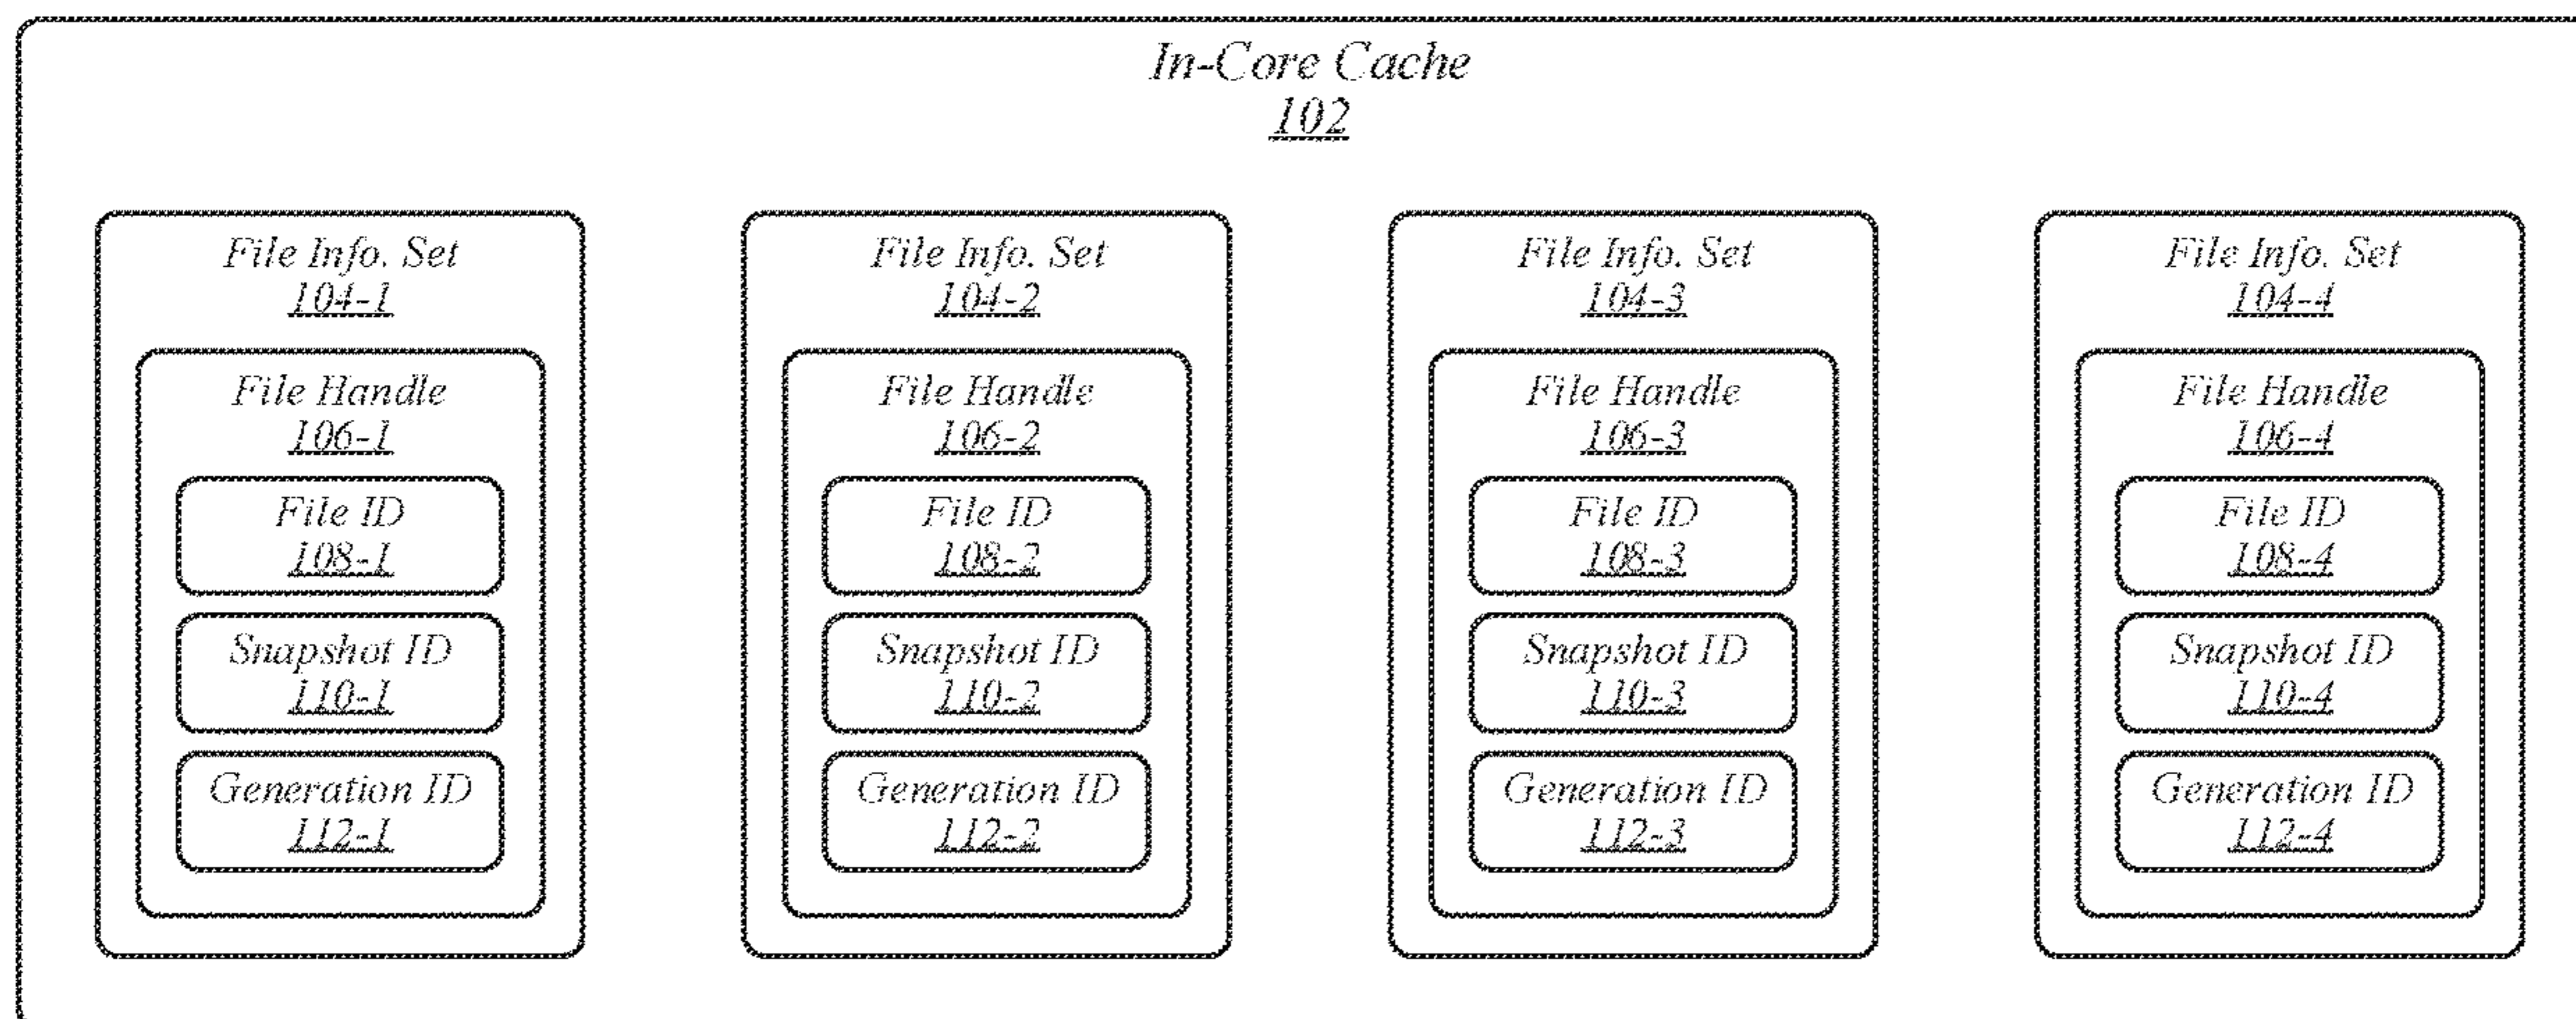 In-Core Cache
102
File Info. Set
104-1
File Handle
106-1
File ID
108-1
Snapshot ID
110-1
Generation ID
112-1
File Info. Set
104-2
File Handle
106-2
File ID
108-2
Snapshot ID
110-2
Generation ID
112-2
File Info. Set
104-3
File Handle
106-3
File ID
108-3
Snapshot ID
110-3
Generation ID
112-3
File Info. Set
104-4
File Handle
106-4
File ID
108-4
Snapshot ID
110-4
Generation ID
112-4